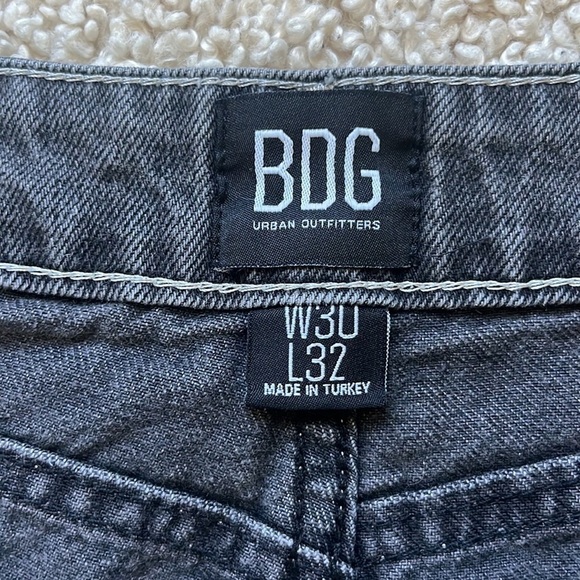 BDG
URBAN OUTFITTERS
W30
L32
MADE IN TURKEY